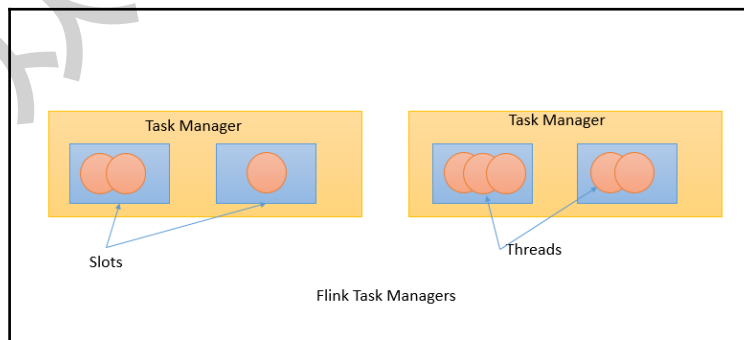 Task Manager
Task Manager
Slots
Threads
Flink Task Managers